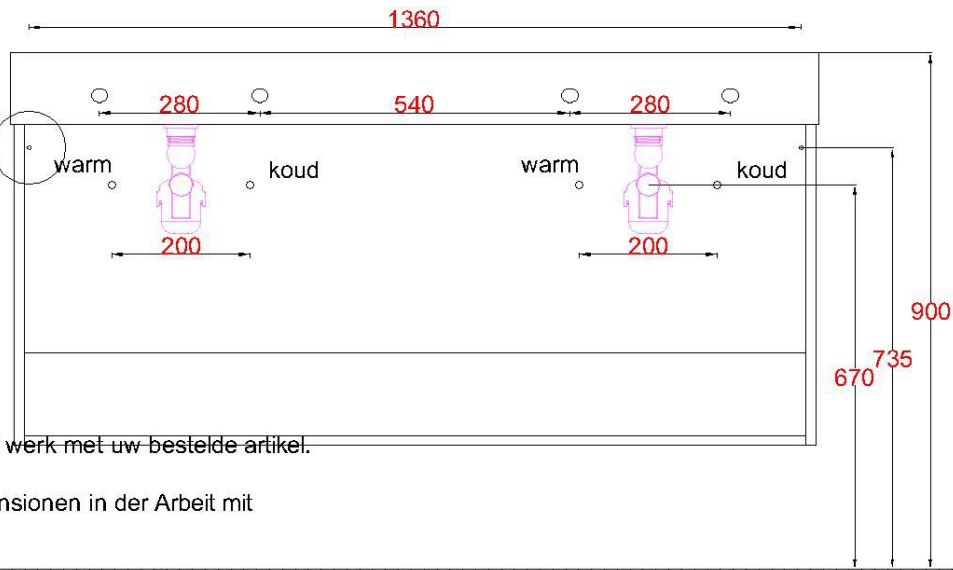 1360
280 540 280
warm koud warm koud
200 200
900
735
670
werk met uw bestelde artikel.
in der Arbeit mit